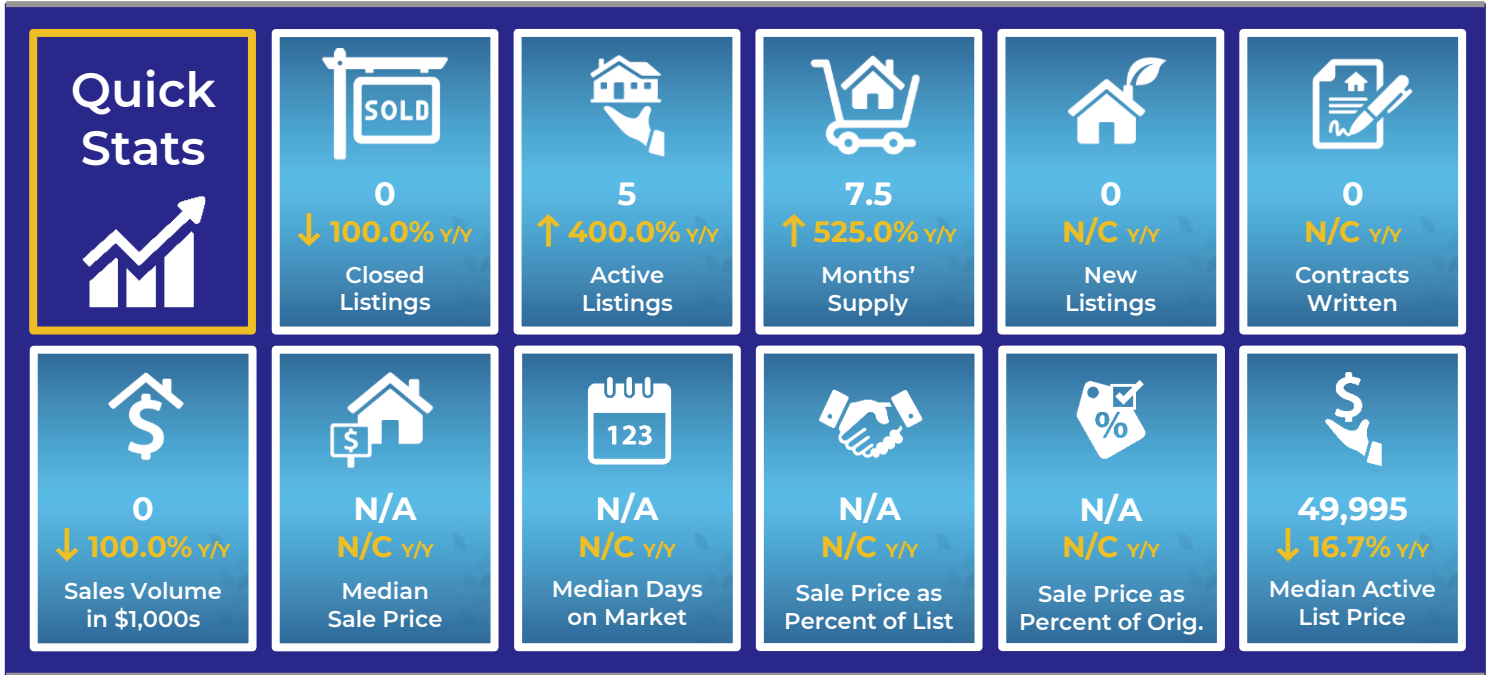 Quick
Stats
SOLD
0
↓ 100.0% Y/Y
Closed
Listings
5
↑ 400.0% Y/Y
Active
Listings
7.5
↑ 525.0% Y/Y
Months’
Supply
0
N/C Y/Y
New
Listings
0
N/C Y/Y
Contracts
Written
$
0
↓ 100.0% Y/Y
Sales Volume
in $1,000s
$
N/A
N/C Y/Y
Median
Sale Price
123
N/A
N/C Y/Y
Median Days
on Market
N/A
N/C Y/Y
Sale Price as
Percent of List
%
N/A
N/C Y/Y
Sale Price as
Percent of Orig.
$
49,995
↓ 16.7% Y/Y
Median Active
List Price